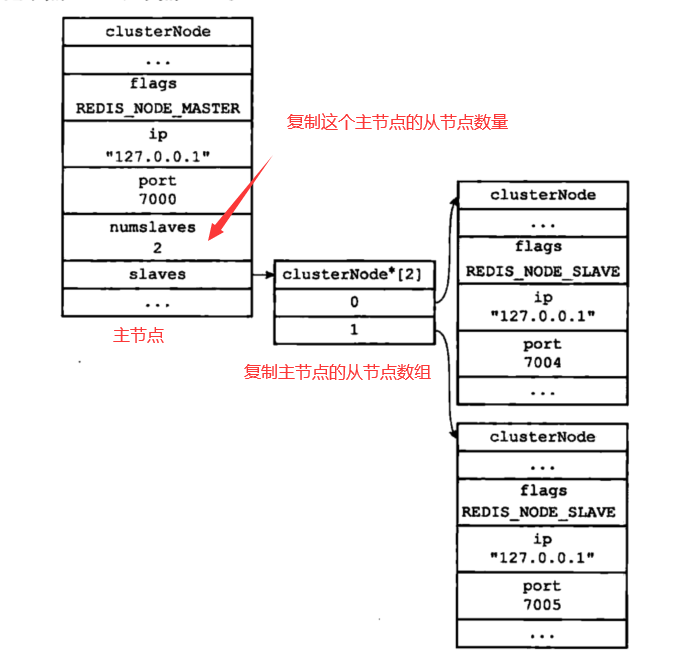 clusterNode
...
flags
REDIS_NODE_MASTER
ip
"127.0.0.1"
port
7000
numslaves
2
slaves
...
主节点
复制这个主节点的从节点数量
clusterNode*[2]
0
1
复制主节点的从节点数组
clusterNode
...
flags
REDIS_NODE_SLAVE
ip
"127.0.0.1"
port
7004
...
clusterNode
...
flags
REDIS_NODE_SLAVE
ip
"127.0.0.1"
port
7005
...